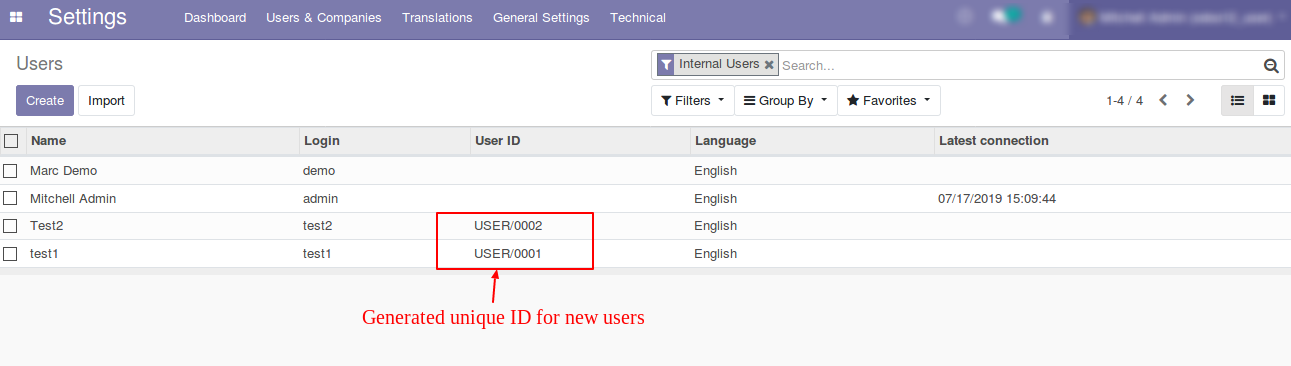 Settings Dashboard Users & Companies Translations General Settings Technical
Users
Internal Users Search...
Create Import Filters Group By Favorites 1-4 / 4
Name Login User ID Language Latest connection
Marc Demo demo English
Mitchell Admin admin English 07/17/2019 15:09:44
Test2 test2 USER/0002 English
test1 test1 USER/0001 English
Generated unique ID for new users